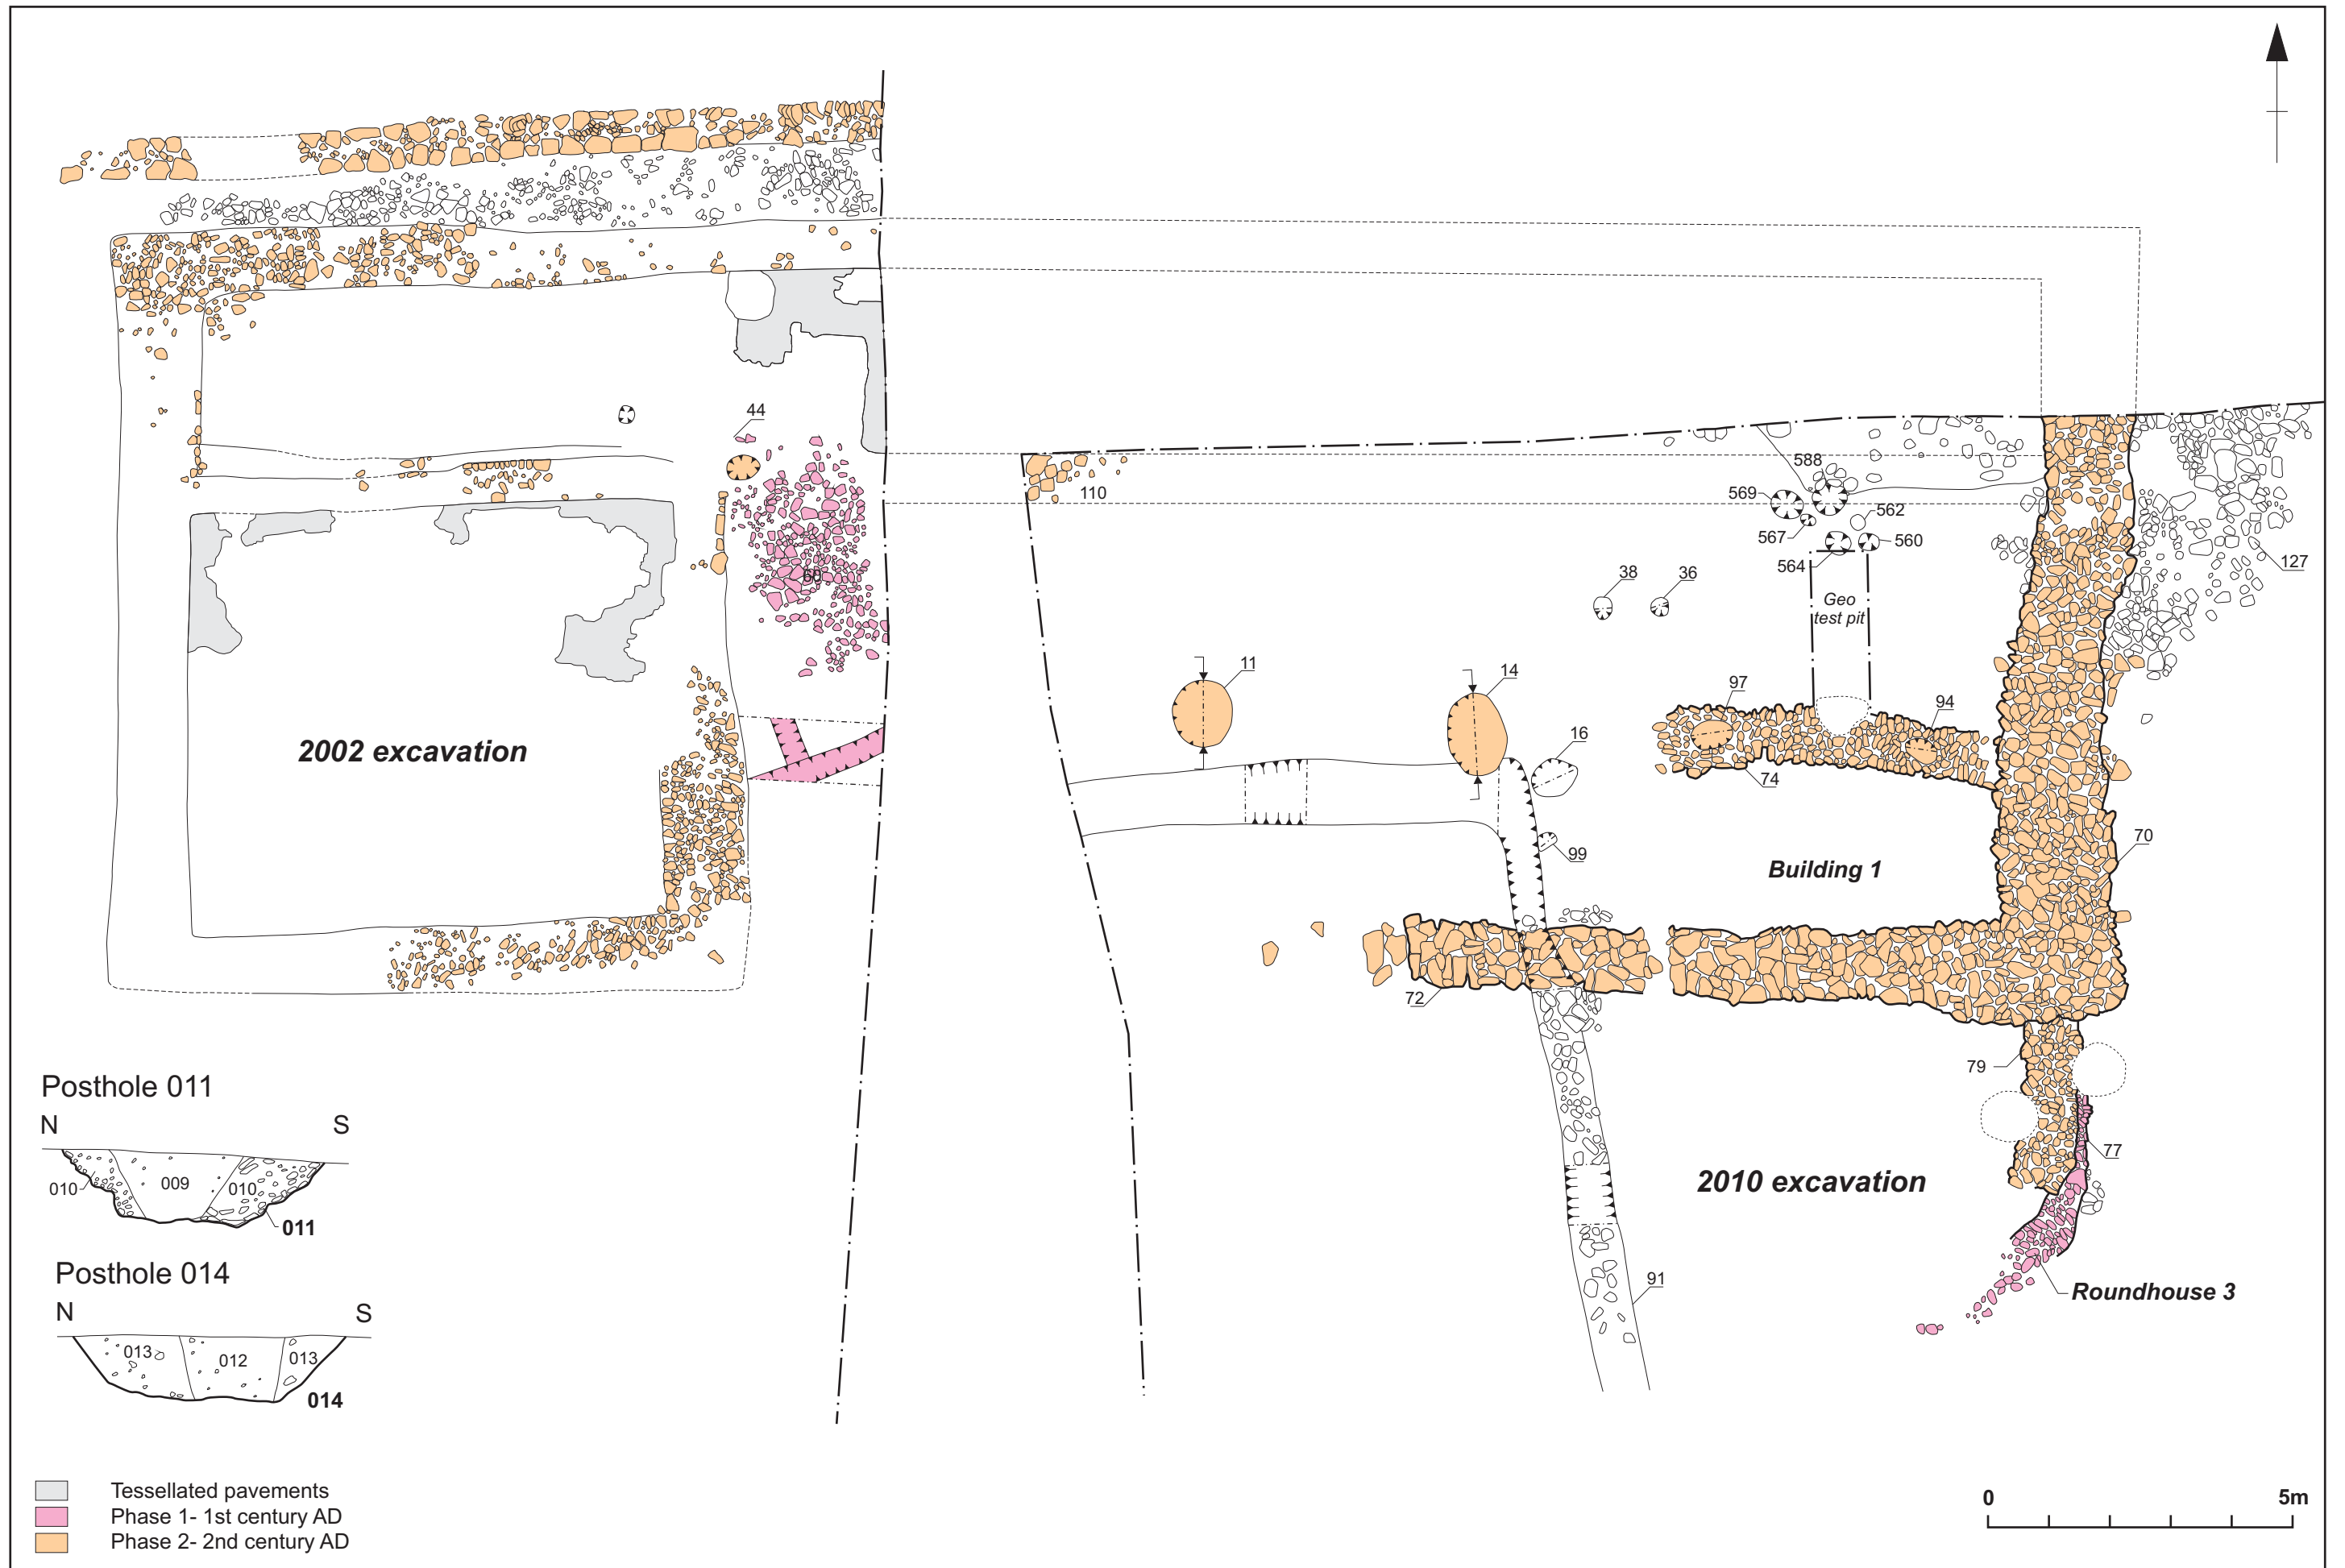 44
60
110
588
569
562
567
560
564
127
38
36
Geo
test pit
11
14
97
94
16
74
2002 excavation
99
70
Building 1
72
79
77
2010 excavation
91
Roundhouse 3
Posthole 011
N S
010 009 010
011
Posthole 014
N S
013 012 013
014
Tessellated pavements
Phase 1- 1st century AD
Phase 2- 2nd century AD
0 5m